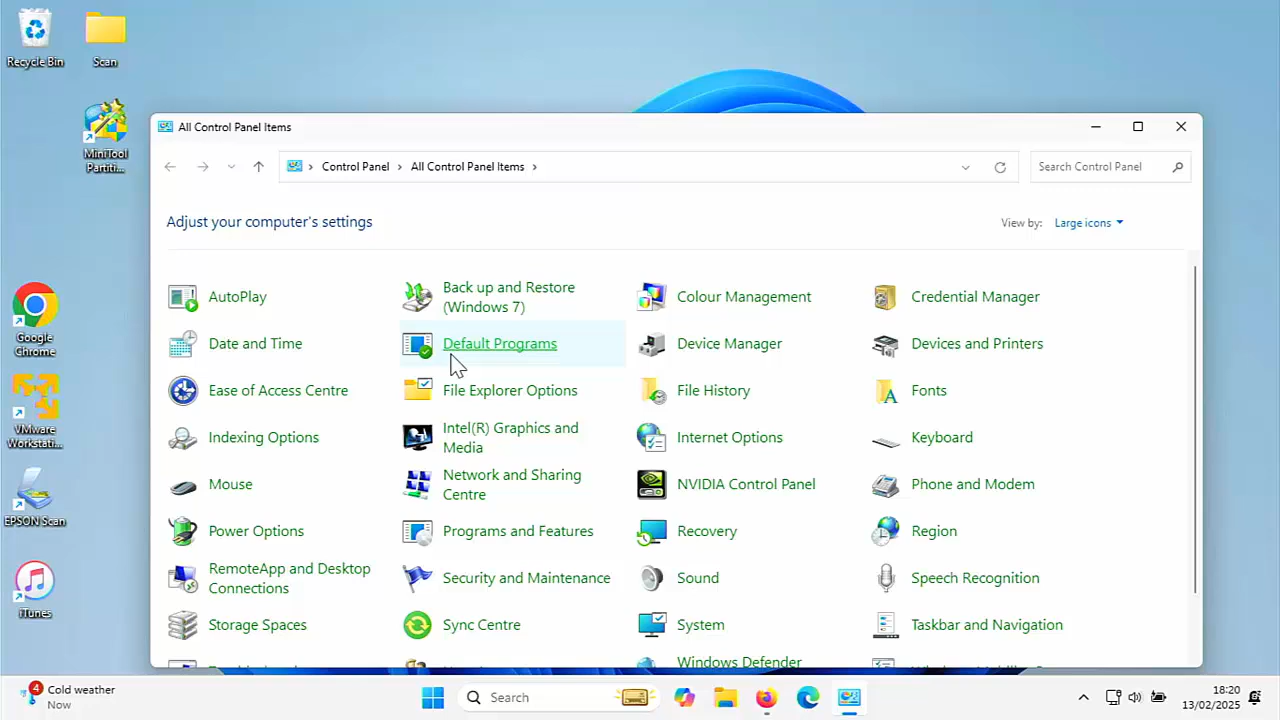 Recycle Bin
Scan
MiniTool
Partiti...
Google
Chrome
VMware
Workstati...
EPSON Scan
iTunes
All Control Panel Items
Control Panel
All Control Panel Items
Search Control Panel
Adjust your computer's settings
View by:
Large icons
AutoPlay
Back up and Restore
(Windows 7)
Colour Management
Credential Manager
Date and Time
Default Programs
Device Manager
Devices and Printers
Ease of Access Centre
File Explorer Options
File History
Fonts
Indexing Options
Intel(R) Graphics and
Media
Internet Options
Keyboard
Mouse
Network and Sharing
Centre
NVIDIA Control Panel
Phone and Modem
Power Options
Programs and Features
Recovery
Region
RemoteApp and Desktop
Connections
Security and Maintenance
Sound
Speech Recognition
Storage Spaces
Sync Centre
System
Taskbar and Navigation
Windows Defender
4
Cold weather
Now
Search
18:20
13/02/2025